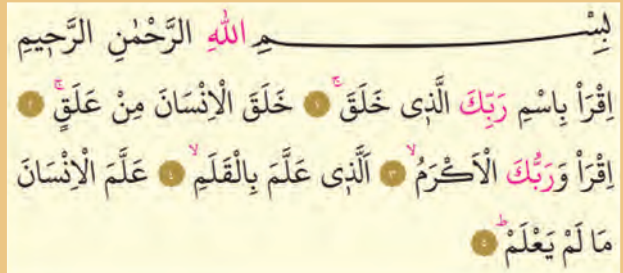 بِسْمِ اللّٰهِ الرَّحْمٰنِ الرَّحٖيمِ
اِقْرَأْ بِاسْمِ رَبِّكَ الَّذٖى خَلَقَۚ ١ خَلَقَ الْاِنْسَانَ مِنْ عَلَقٍۚ ٢
اِقْرَأْ وَرَبُّكَ الْاَكْرَمُۙ ٣ اَلَّذٖى عَلَّمَ بِالْقَلَمِۙ ٤ عَلَّمَ الْاِنْسَانَ
مَا لَمْ يَعْلَمْۜ ٥